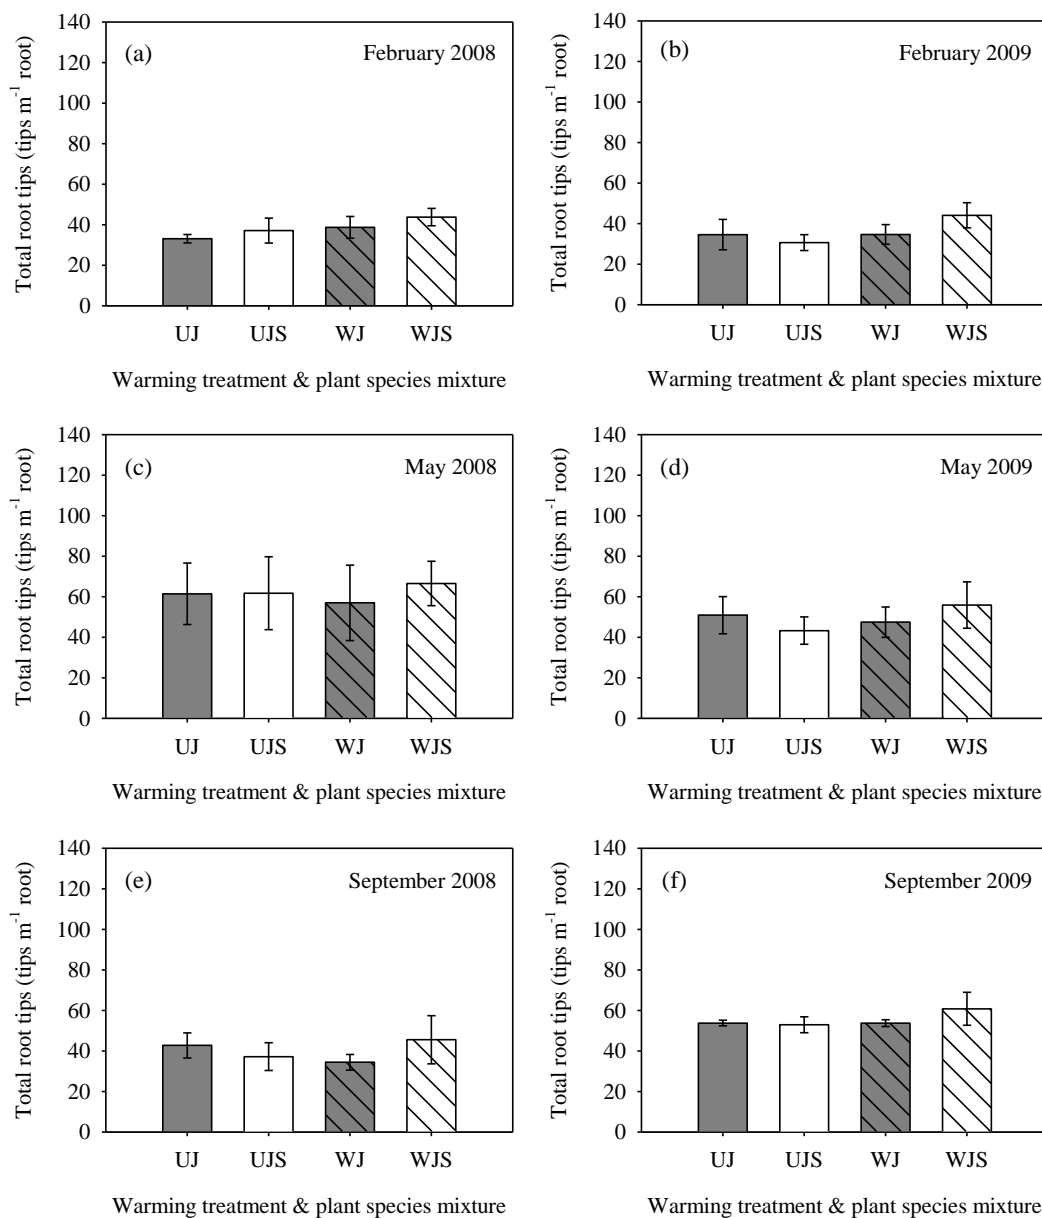 (a) February 2008
Total root tips (tips m⁻¹ root)
140
120
100
80
60
40
20
0
UJ UJS WJ WJS
Warming treatment & plant species mixture
(b) February 2009
Total root tips (tips m⁻¹ root)
140
120
100
80
60
40
20
0
UJ UJS WJ WJS
Warming treatment & plant species mixture
(c) May 2008
Total root tips (tips m⁻¹ root)
140
120
100
80
60
40
20
0
UJ UJS WJ WJS
Warming treatment & plant species mixture
(d) May 2009
Total root tips (tips m⁻¹ root)
140
120
100
80
60
40
20
0
UJ UJS WJ WJS
Warming treatment & plant species mixture
(e) September 2008
Total root tips (tips m⁻¹ root)
140
120
100
80
60
40
20
0
UJ UJS WJ WJS
Warming treatment & plant species mixture
(f) September 2009
Total root tips (tips m⁻¹ root)
140
120
100
80
60
40
20
0
UJ UJS WJ WJS
Warming treatment & plant species mixture